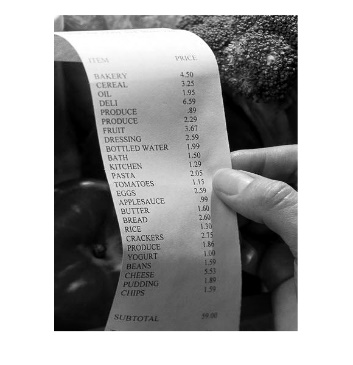 ITEM PRICE
BAKERY 4.50
CEREAL 3.25
OIL 1.95
DELI 6.59
PRODUCE .89
PRODUCE 2.29
FRUIT 3.67
DRESSING 2.59
BOTTLED WATER 1.99
BATH 1.50
KITCHEN 1.29
PASTA 2.05
TOMATOES 1.15
EGGS 2.59
APPLESAUCE .99
BUTTER 1.60
BREAD 2.60
RICE 1.30
CRACKERS 2.75
PRODUCE 1.86
YOGURT 1.00
BEANS 1.59
CHEESE 5.53
PUDDING 1.89
CHIPS 1.59
SUBTOTAL 59.00